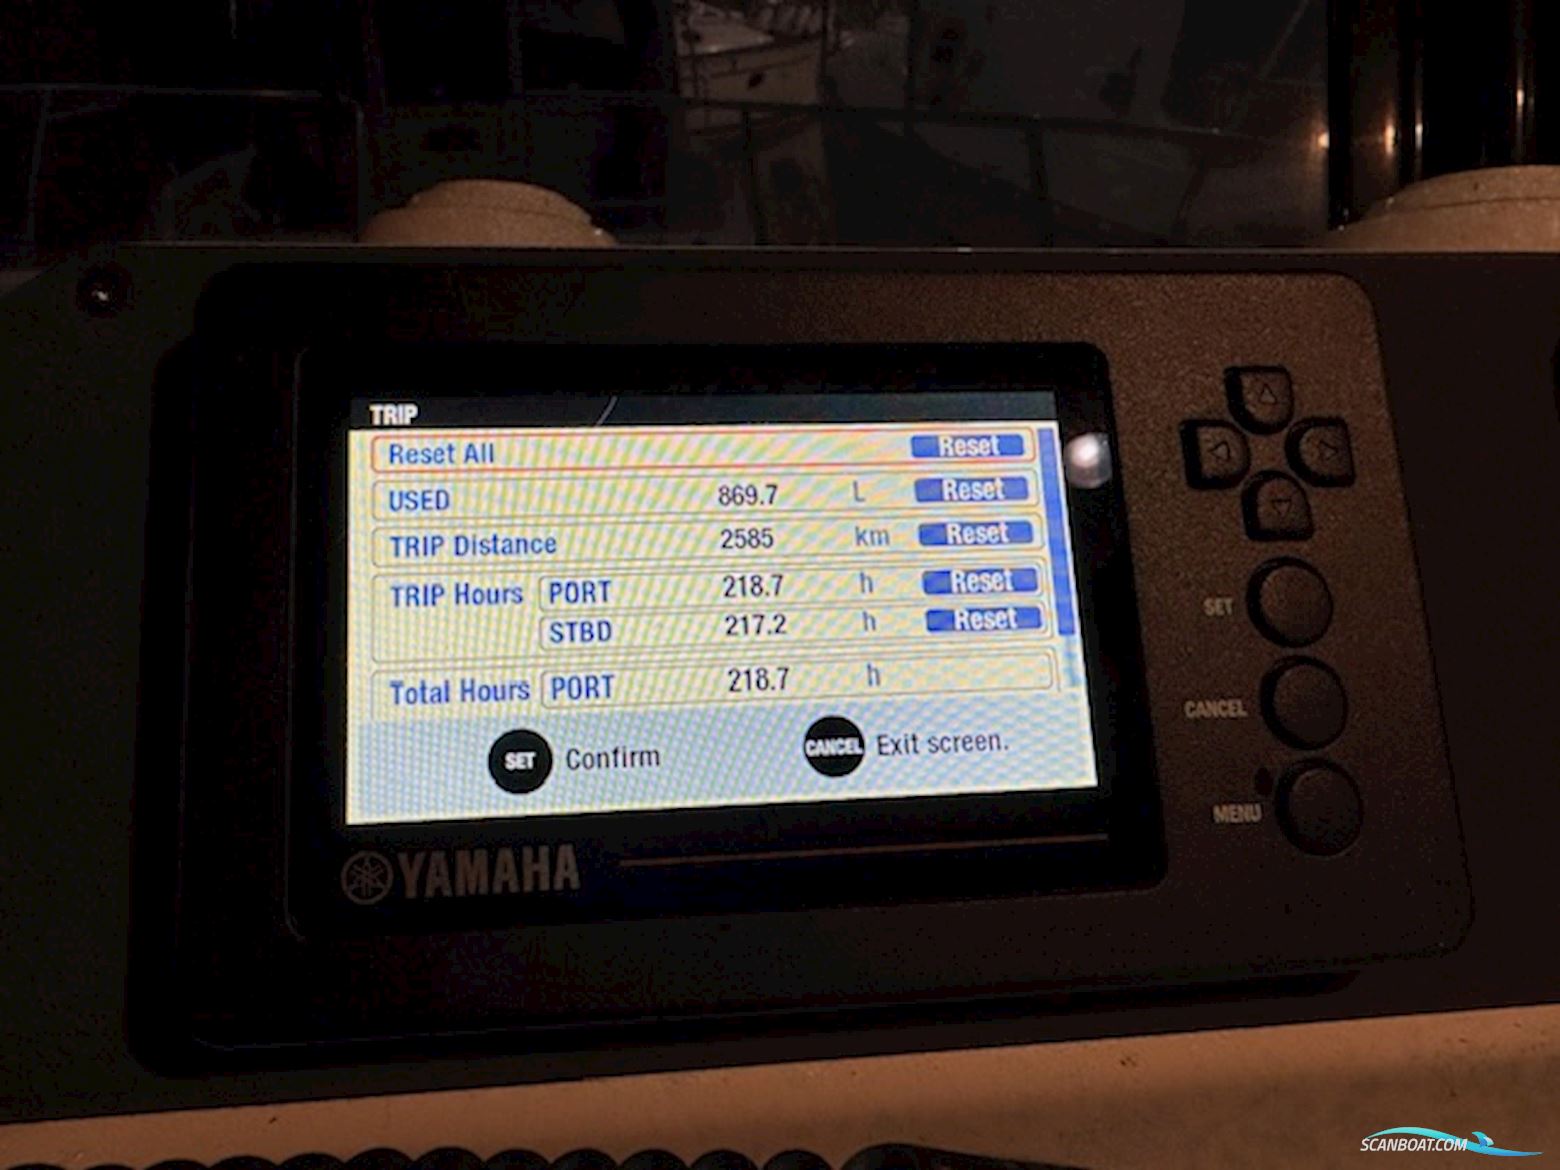 TRIP
Reset All Reset
USED 869.7 L Reset
TRIP Distance 2585 km Reset
TRIP Hours PORT 218.7 h Reset
STBD 217.2 h Reset
Total Hours PORT 218.7 h
SET Confirm CANCEL Exit screen.
YAMAHA
SET
CANCEL
MENU
SCANBOAT.COM